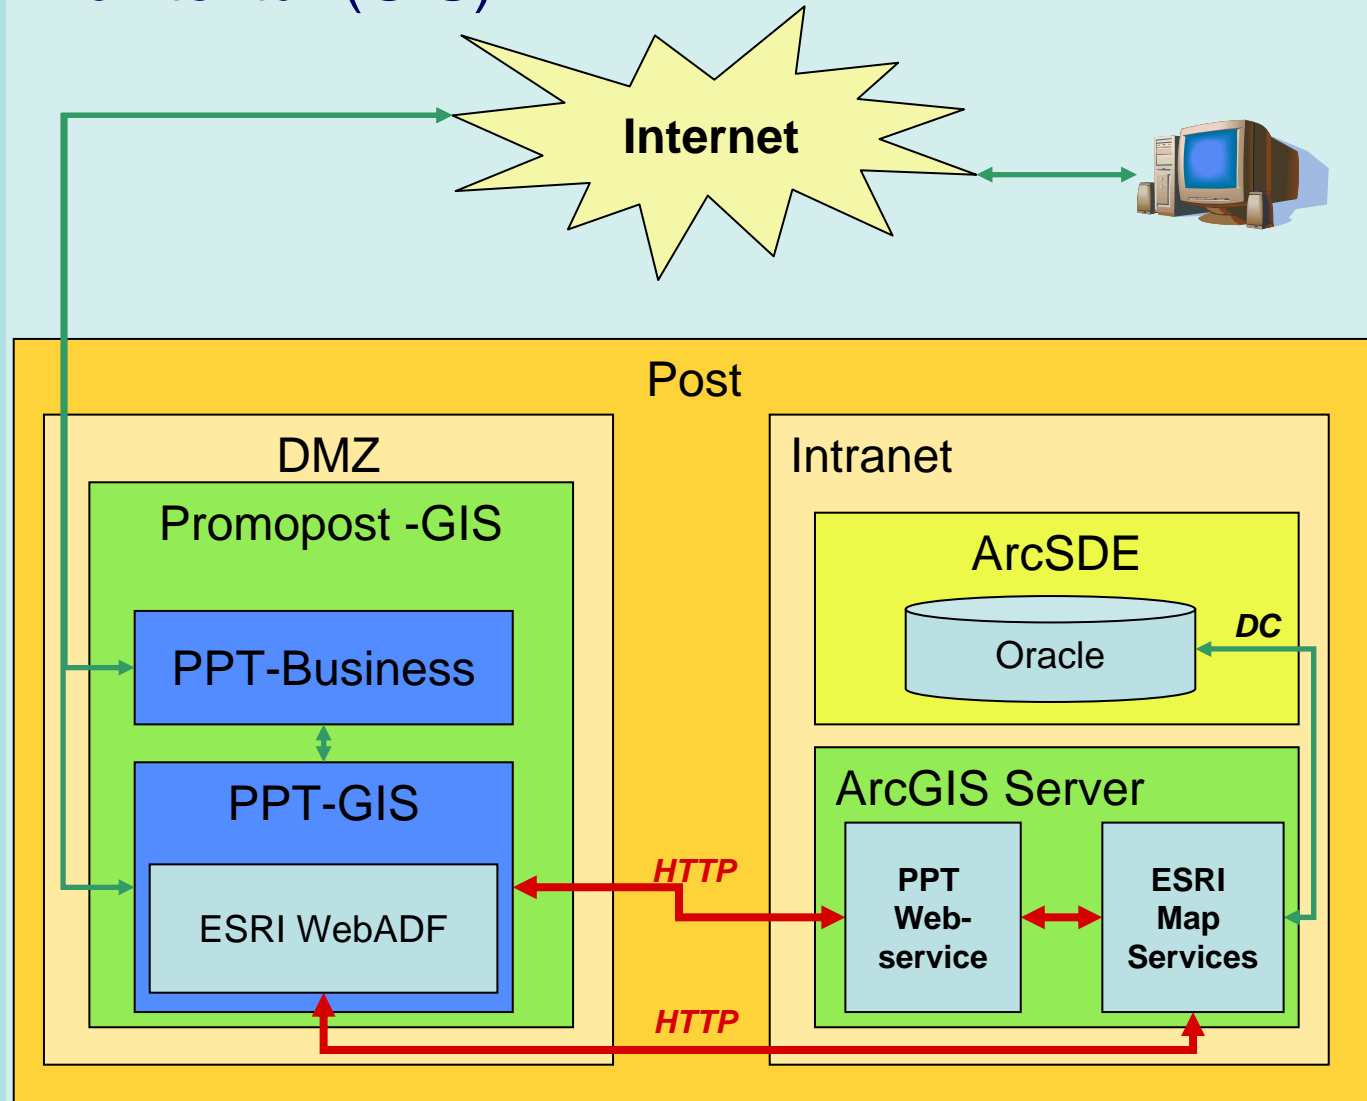 (GIS)
Internet
Post
DMZ
Intranet
Promopost -GIS
ArcSDE
Oracle
DC
PPT-Business
PPT-GIS
ESRI WebADF
ArcGIS Server
HTTP
PPT
Web-
service
ESRI
Map
Services
HTTP